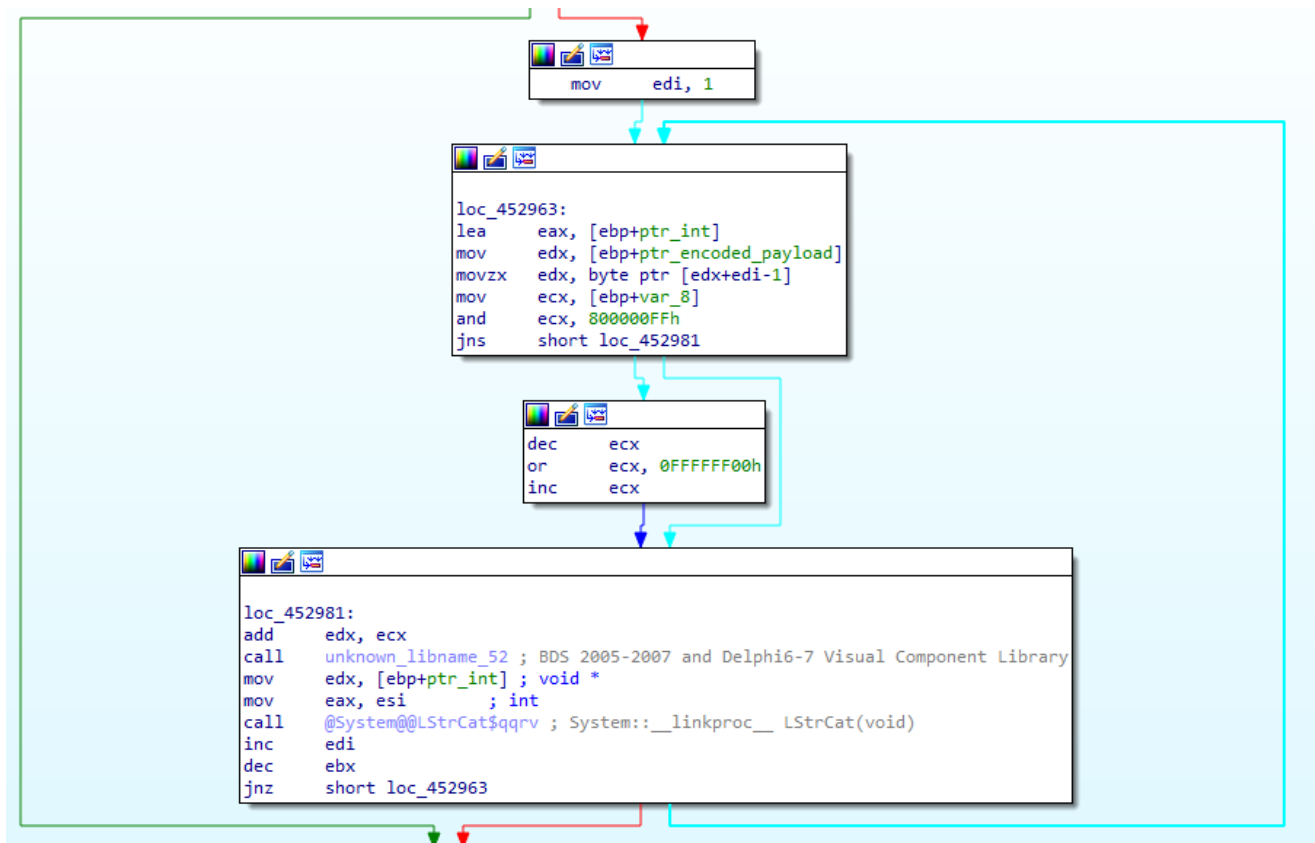 mov     edi, 1
loc_452963:
lea     eax, [ebp+ptr_int]
mov     edx, [ebp+ptr_encoded_payload]
movzx   edx, byte ptr [edx+edi-1]
mov     ecx, [ebp+var_8]
and     ecx, 800000FFh
jns     short loc_452981
dec     ecx
or      ecx, 0FFFFFF00h
inc     ecx
loc_452981:
add     edx, ecx
call    unknown_libname_52 ; BDS 2005-2007 and Delphi6-7 Visual Component Library
mov     edx, [ebp+ptr_int] ; void *
mov     eax, esi        ; int
call    @System@@LStrCat$qqrv ; System::__linkproc__ LStrCat(void)
inc     edi
dec     ebx
jnz     short loc_452963